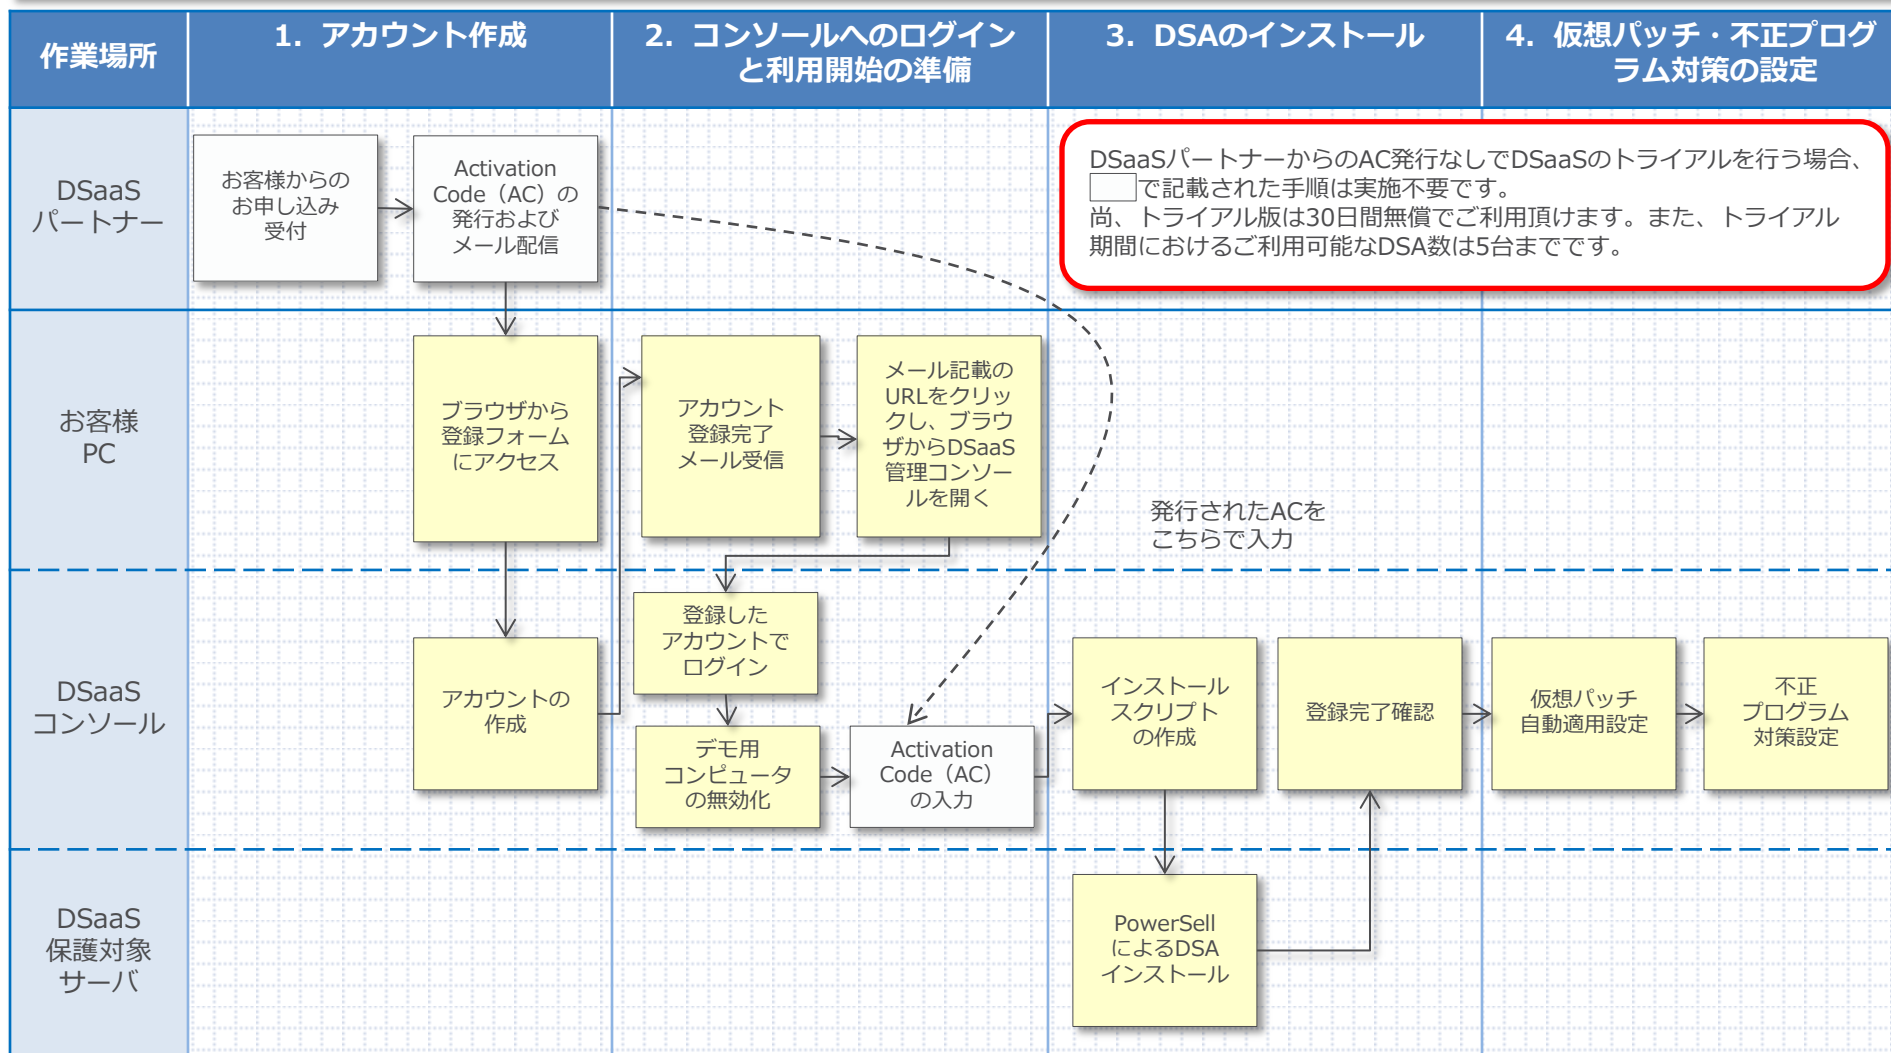 作業場所
1. アカウント作成
2. コンソールへのログイン
と利用開始の準備
3. DSAのインストール
4. 仮想パッチ・不正プログ
ラム対策の設定
DSaaS
パートナー
お客様からの
お申し込み
受付
Activation
Code（AC）の
発行および
メール配信
DSaaSパートナーからのAC発行なしでDSaaSのトライアルを行う場合、
で記載された手順は実施不要です。
尚、トライアル版は30日間無償でご利用頂けます。また、トライアル
期間におけるご利用可能なDSA数は5台までです。
お客様
PC
ブラウザから
登録フォーム
にアクセス
アカウント
登録完了
メール受信
メール記載の
URLをクリッ
クし、ブラウ
ザからDSaaS
管理コンソー
ルを開く
発行されたACを
こちらで入力
DSaaS
コンソール
アカウントの
作成
登録した
アカウントで
ログイン
デモ用
コンピュータ
の無効化
Activation
Code（AC）
の入力
インストール
スクリプト
の作成
登録完了確認
仮想パッチ
自動適用設定
不正
プログラム
対策設定
DSaaS
保護対象
サーバ
PowerSell
によるDSA
インストール